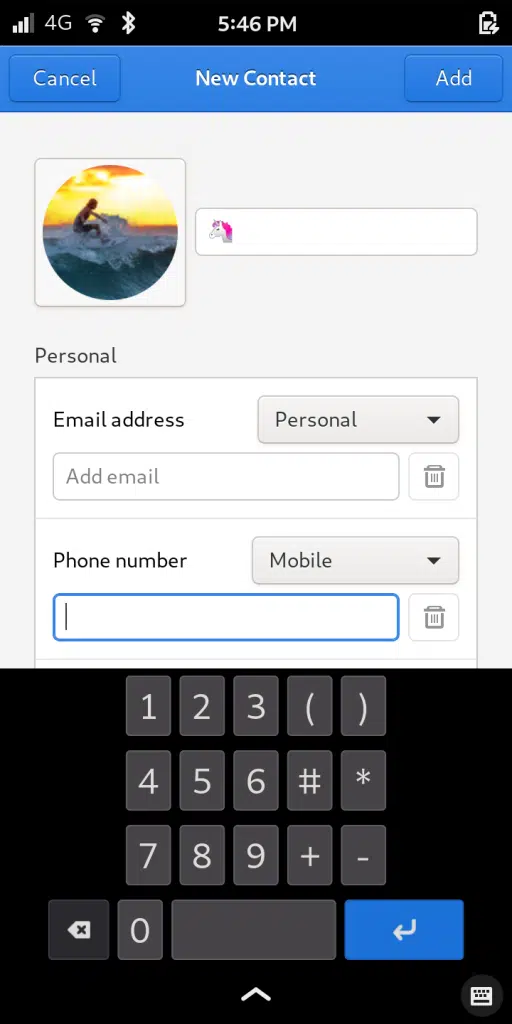 4G 5:46 PM
Cancel New Contact Add
🦄
Personal
Email address Personal
Add email
Phone number Mobile
1 2 3 ( )
4 5 6 # *
7 8 9 + -
0